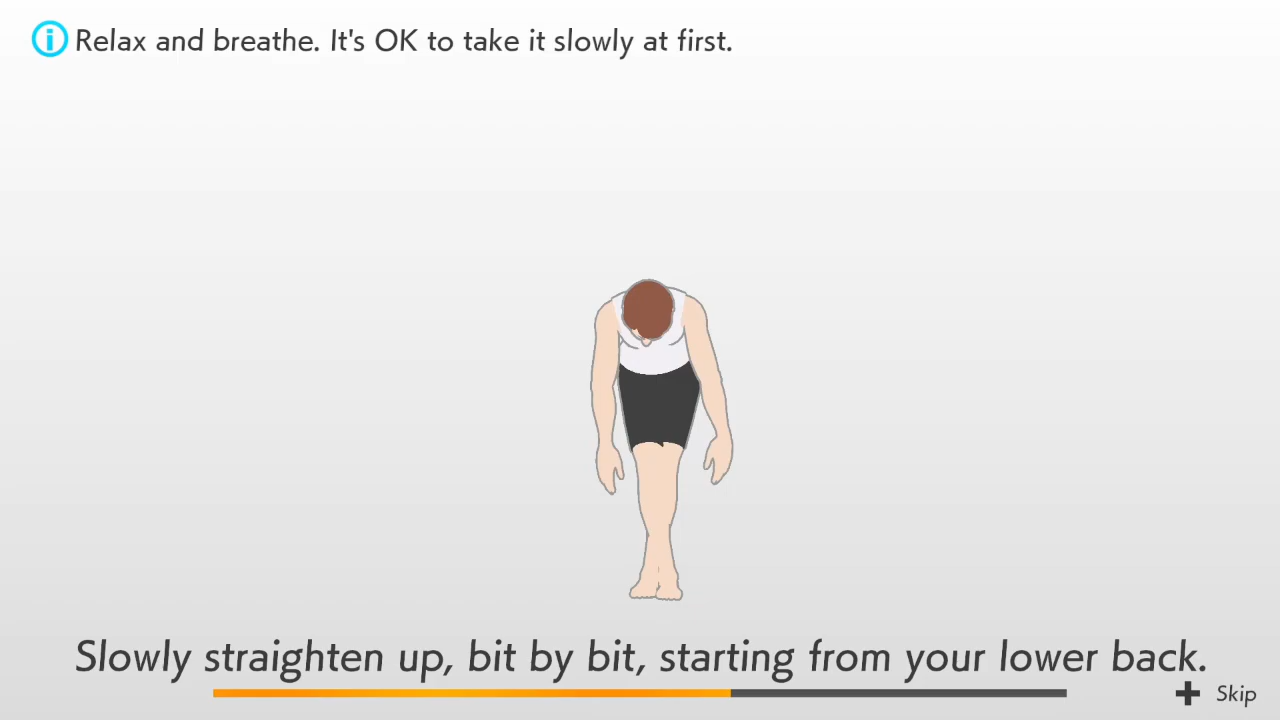 Relax and breathe. It's OK to take it slowly at first.
Slowly straighten up, bit by bit, starting from your lower back.
Skip